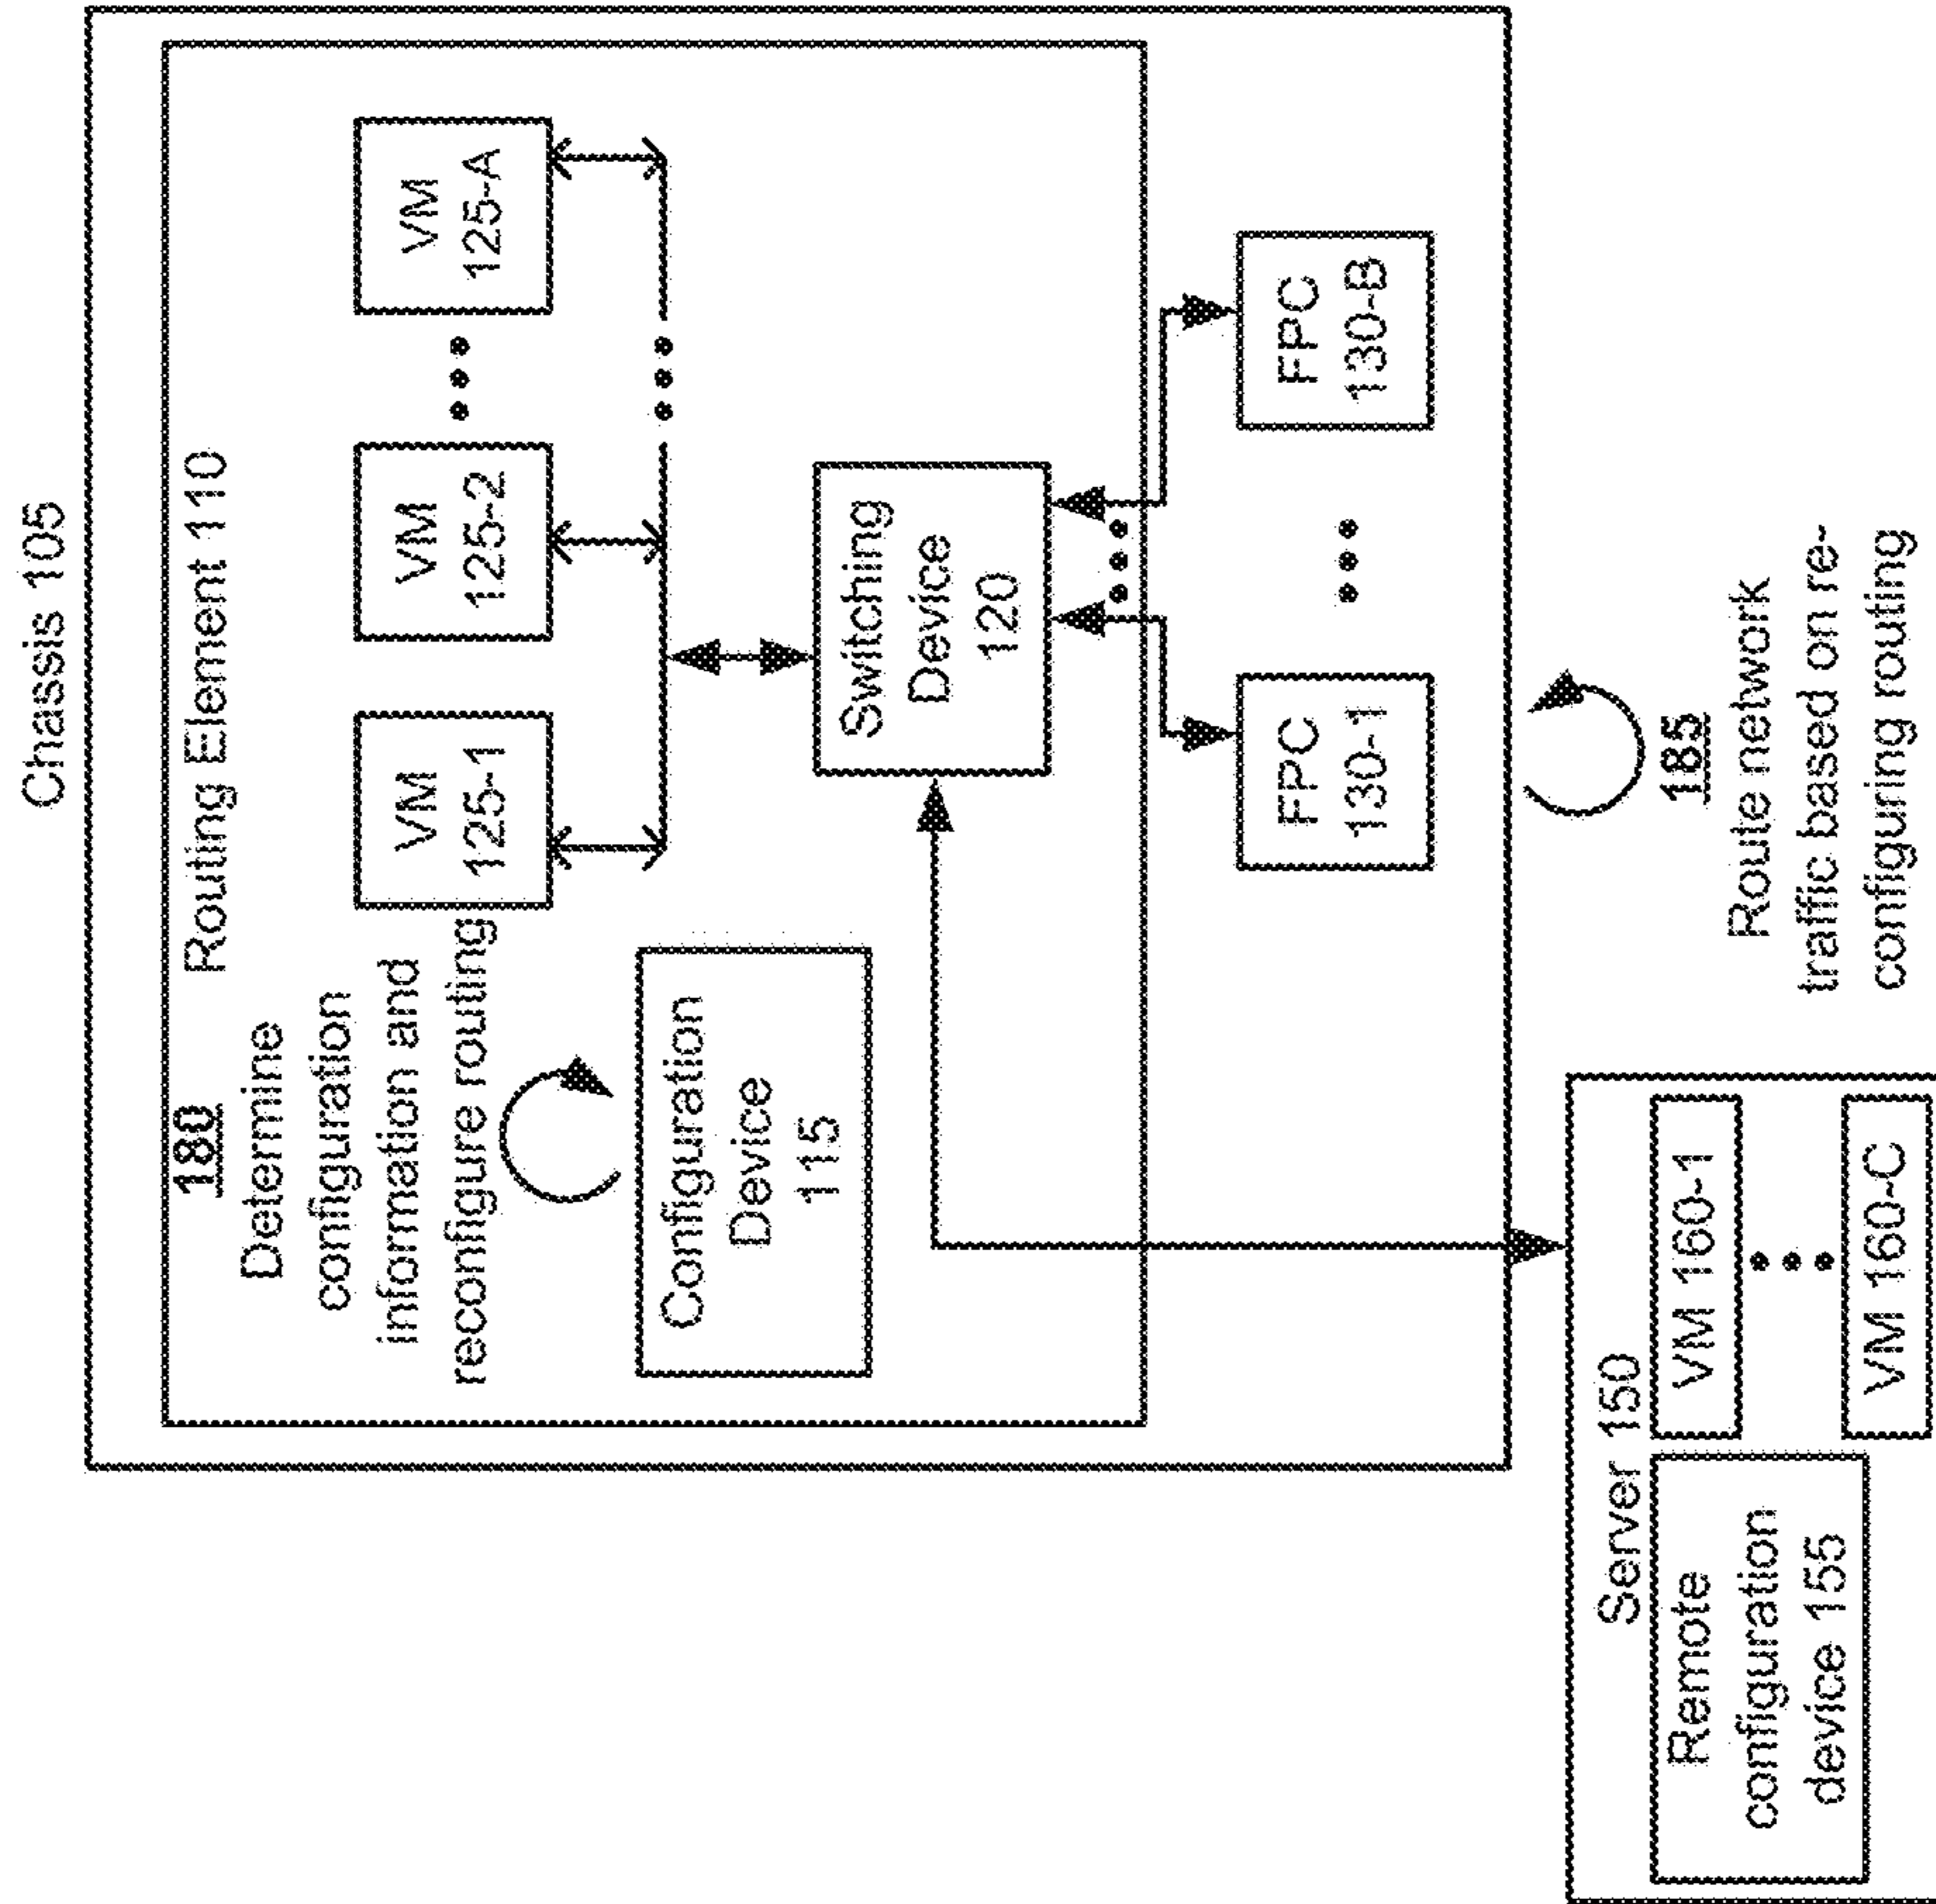 Chassis 105
180
Routing Element 110
Determine
configuration
information and
reconfigure routing
VM
125-1
VM
125-2
VM
125-A
Configuration
Device
115
Switching
Device
120
FPC
130-1
FPC
130-B
Server 150
Remote
configuration
device 155
VM 160-1
VM 160-C
185
Route network
traffic based on re-
configuring routing